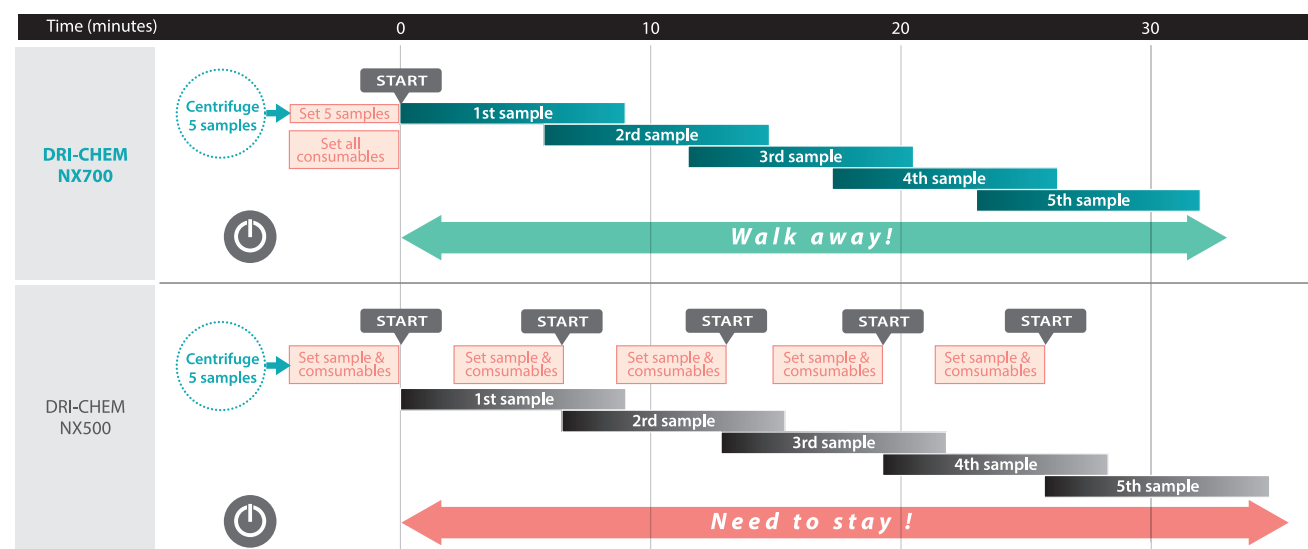 Time (minutes) 0 10 20 30
DRI-CHEM
NX700
Centrifuge
5 samples
Set 5 samples
Set all
consumables
START
1st sample
2rd sample
3rd sample
4th sample
5th sample
Walk away!
DRI-CHEM
NX500
Centrifuge
5 samples
START
START
START
START
START
Set sample &
comsumables
Set sample &
comsumables
Set sample &
comsumables
Set sample &
comsumables
Set sample &
comsumables
1st sample
2rd sample
3rd sample
4th sample
5th sample
Need to stay !